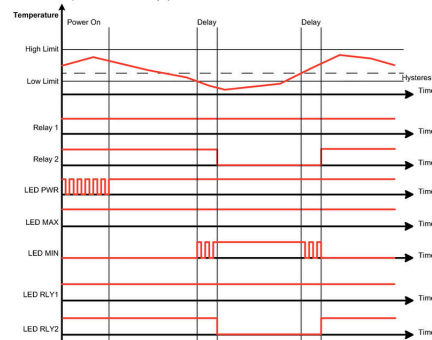 Temperature
Power On
Delay
Delay
High Limit
Low Limit
Hysteres
Time
Relay 1
Time
Relay 2
Time
LED PWR
Time
LED MAX
Time
LED MIN
Time
LED RLY1
Time
LED RLY2
Time